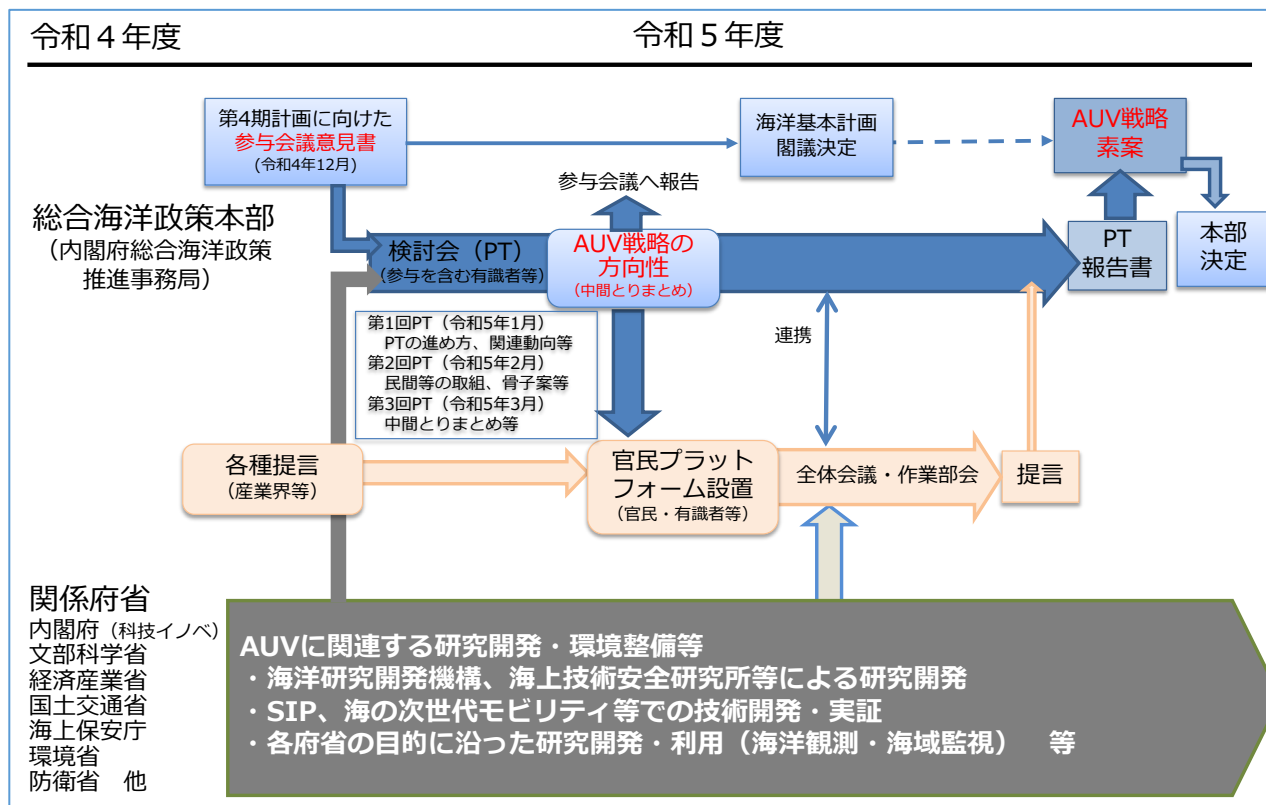 令和４年度
令和５年度
第4期計画に向けた
参与会議意見書
(令和4年12月)
海洋基本計画
閣議決定
AUV戦略
素案
参与会議へ報告
総合海洋政策本部
（内閣府総合海洋政策
推進事務局）
検討会（PT）
（参与を含む有識者等）
AUV戦略の
方向性
（中間とりまとめ）
PT
報告書
本部
決定
第1回PT（令和5年1月）
PTの進め方、関連動向等
第2回PT（令和5年2月）
民間等の取組、骨子案等
第3回PT（令和5年3月）
中間とりまとめ等
連携
各種提言
（産業界等）
官民プラット
フォーム設置
（官民・有識者等）
全体会議・作業部会
提言
関係府省
内閣府（科技イノベ）
文部科学省
経済産業省
国土交通省
海上保安庁
環境省
防衛省　他
AUVに関連する研究開発・環境整備等
・海洋研究開発機構、海上技術安全研究所等による研究開発
・SIP、海の次世代モビリティ等での技術開発・実証
・各府省の目的に沿った研究開発・利用（海洋観測・海域監視）　等